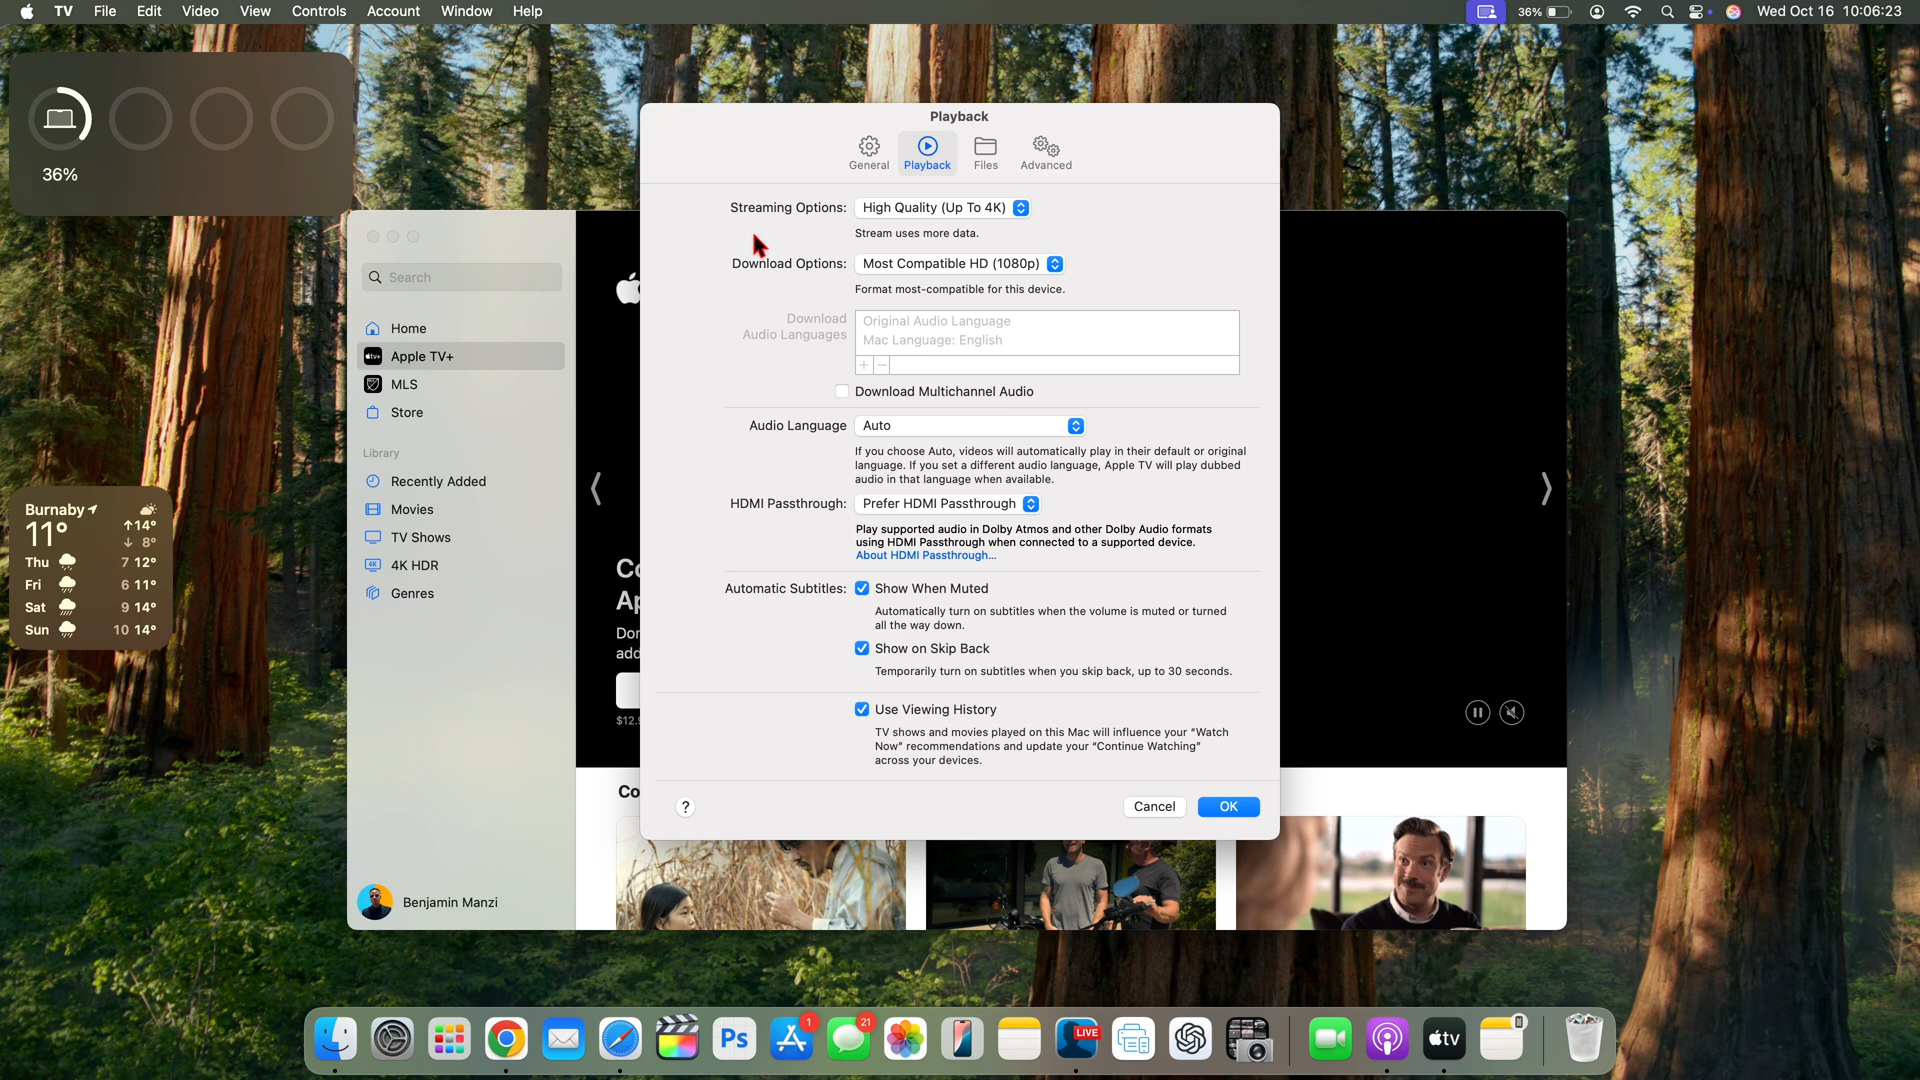 TV File Edit Video View Controls Account Window Help
36% Wed Oct 16 10:06:23
36%
Burnaby
11° ↑14°
↓ 8°
Thu 7 12°
Fri 6 11°
Sat 9 14°
Sun 10 14°
Search
Home
tv+ Apple TV+
MLS
Store
Library
Recently Added
Movies
TV Shows
4K 4K HDR
Genres
Benjamin Manzi
Playback
General Playback Files Advanced
Streaming Options: High Quality (Up To 4K)
Stream uses more data.
Download Options: Most Compatible HD (1080p)
Format most-compatible for this device.
Download
Audio Languages
Original Audio Language
Mac Language: English
+ −
Download Multichannel Audio
Audio Language Auto
If you choose Auto, videos will automatically play in their default or original
language. If you set a different audio language, Apple TV will play dubbed
audio in that language when available.
HDMI Passthrough: Prefer HDMI Passthrough
Play supported audio in Dolby Atmos and other Dolby Audio formats
using HDMI Passthrough when connected to a supported device.
About HDMI Passthrough...
Automatic Subtitles: Show When Muted
Automatically turn on subtitles when the volume is muted or turned
all the way down.
Show on Skip Back
Temporarily turn on subtitles when you skip back, up to 30 seconds.
Use Viewing History
TV shows and movies played on this Mac will influence your "Watch
Now" recommendations and update your "Continue Watching"
across your devices.
? Cancel OK
Ps 1 21 LIVE tv